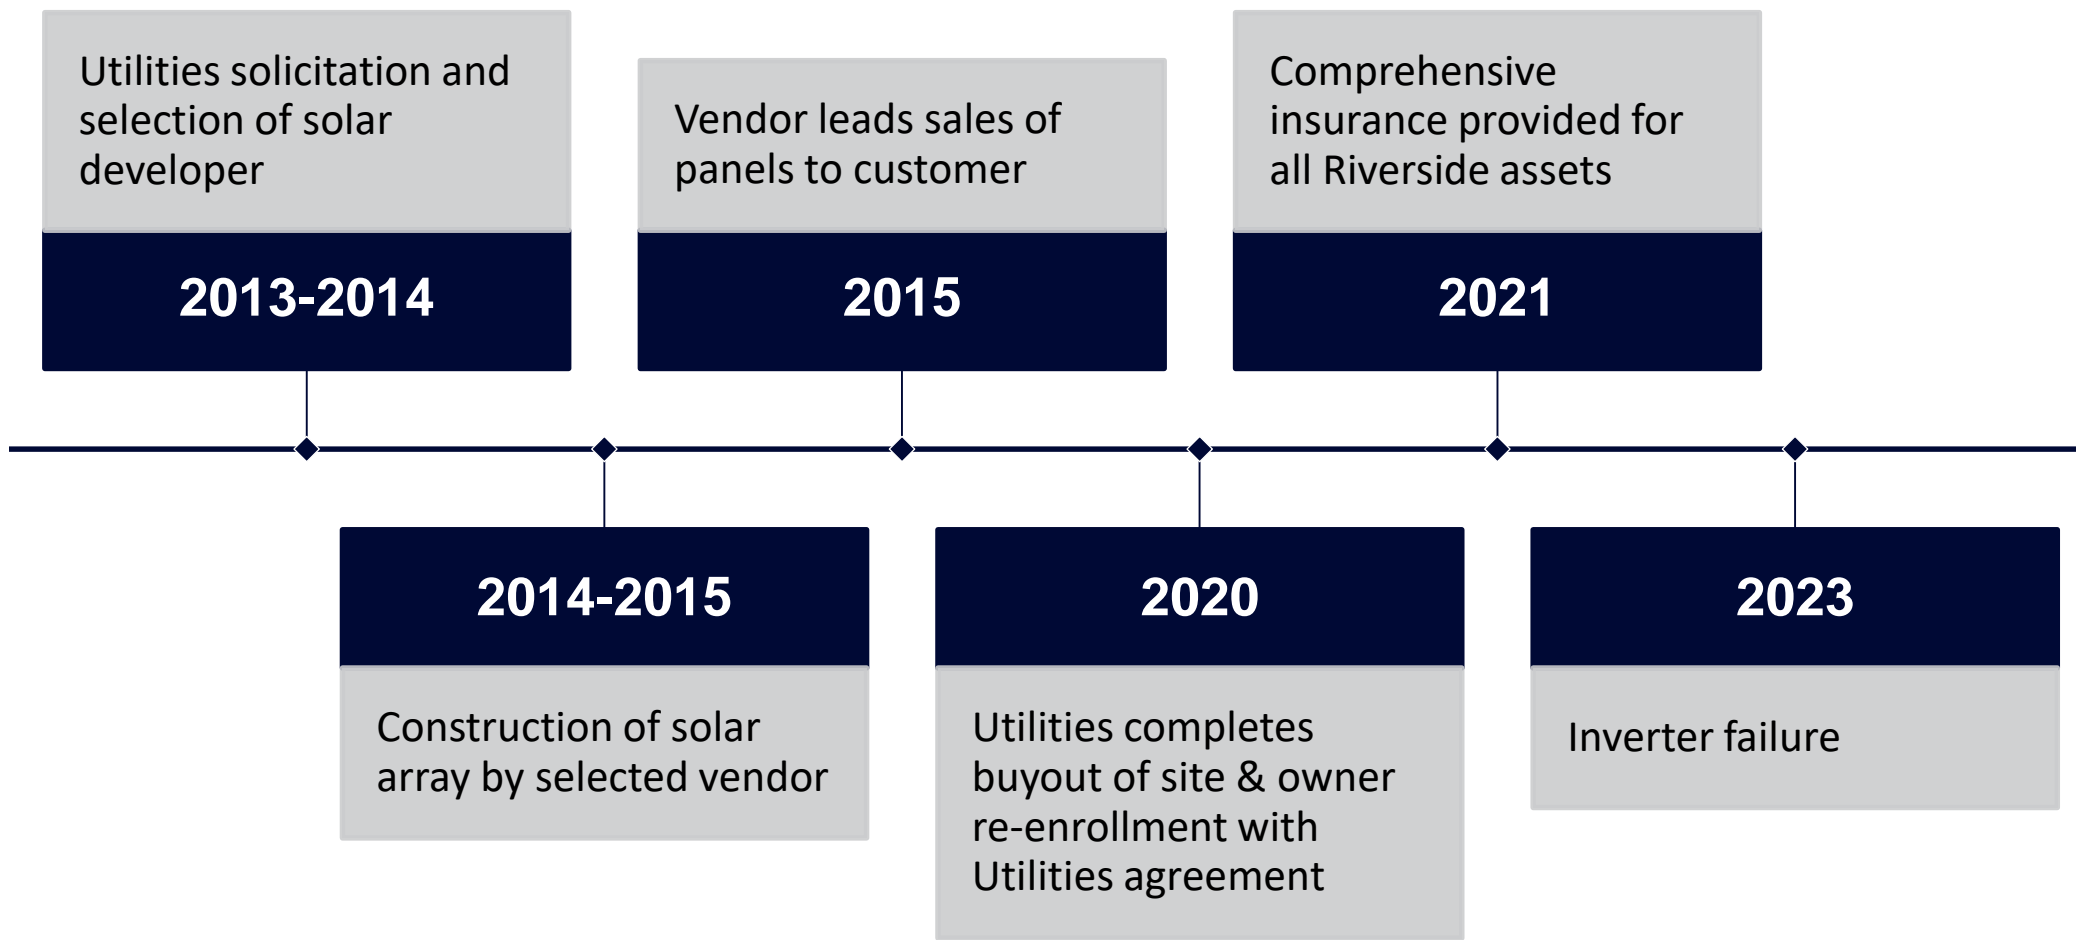 Utilities solicitation and
selection of solar
developer
2013-2014
Construction of solar
array by selected vendor
2014-2015
Vendor leads sales of
panels to customer
2015
2020
Utilities completes
buyout of site & owner
re-enrollment with
Utilities agreement
Comprehensive
insurance provided for
all Riverside assets
2021
2023
Inverter failure